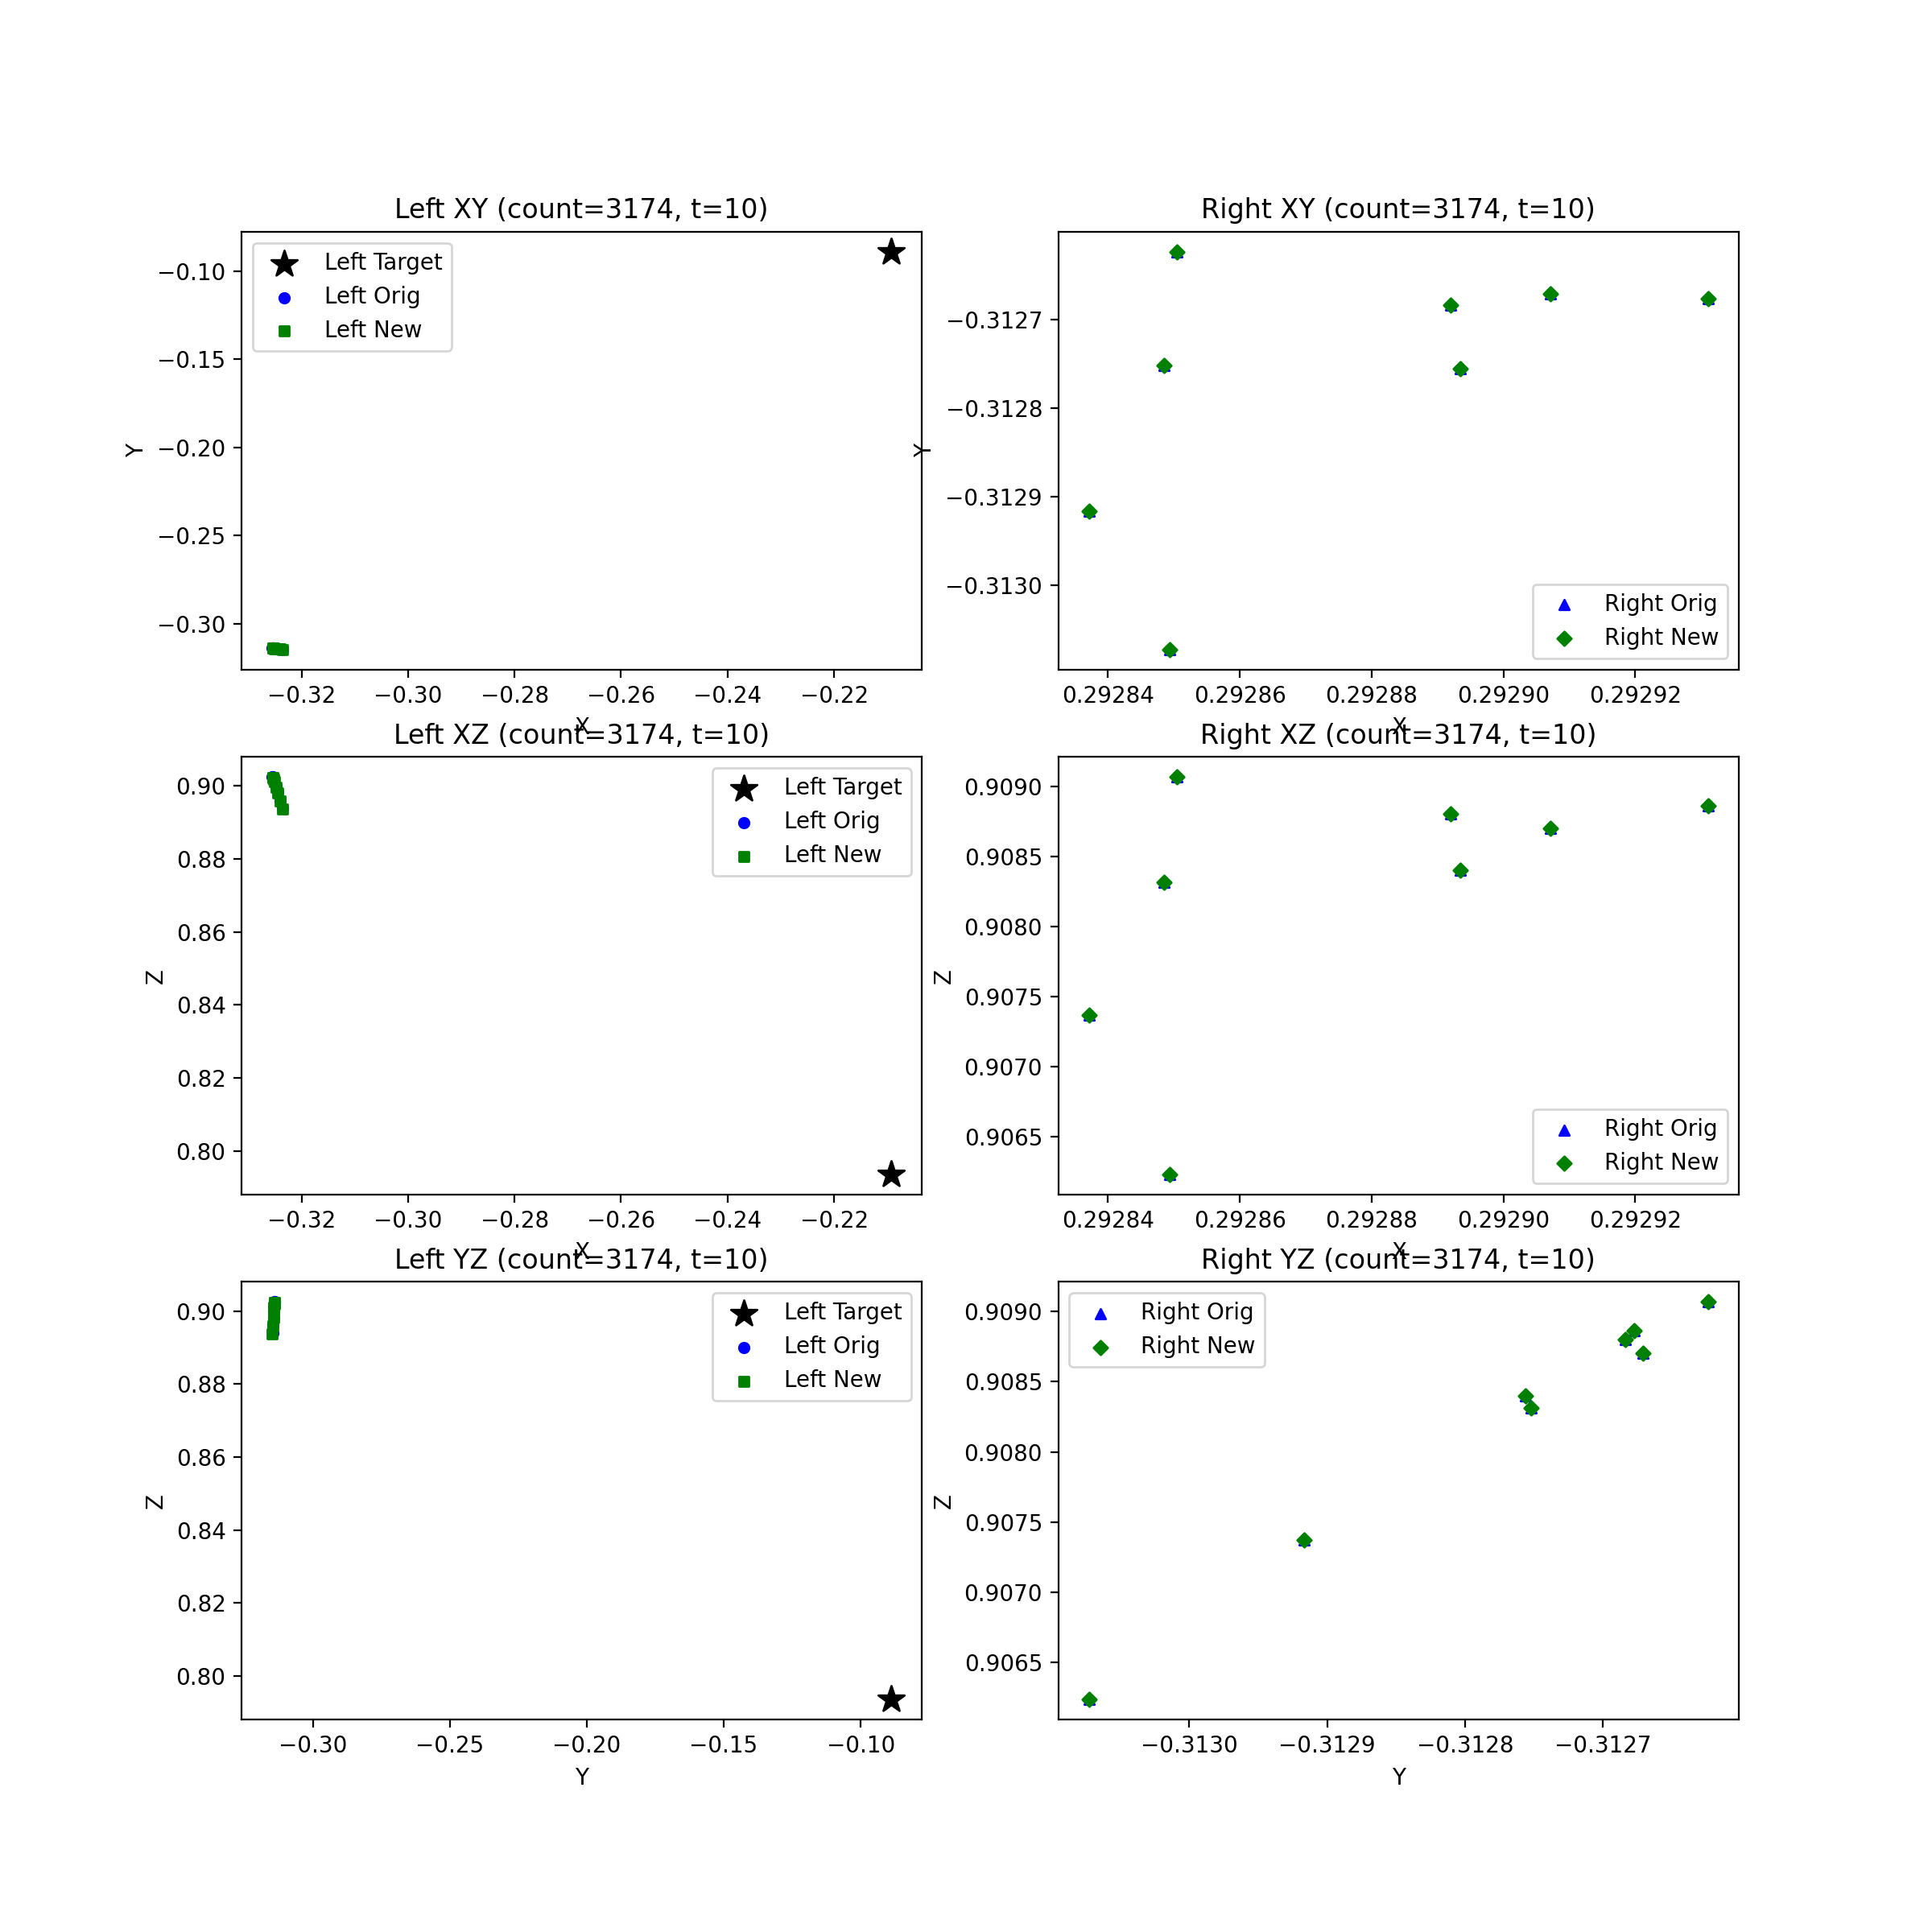 Left XY (count=3174, t=10)
Left Target
Left Orig
Left New
−0.10
−0.15
−0.20
−0.25
−0.30
Y
−0.32 −0.30 −0.28 −0.26 −0.24 −0.22
X
Right XY (count=3174, t=10)
−0.3127
−0.3128
−0.3129
−0.3130
Y
Right Orig
Right New
0.29284 0.29286 0.29288 0.29290 0.29292
X
Left XZ (count=3174, t=10)
Left Target
Left Orig
Left New
0.90
0.88
0.86
0.84
0.82
0.80
Z
−0.32 −0.30 −0.28 −0.26 −0.24 −0.22
X
Right XZ (count=3174, t=10)
0.9090
0.9085
0.9080
0.9075
0.9070
0.9065
Z
Right Orig
Right New
0.29284 0.29286 0.29288 0.29290 0.29292
X
Left YZ (count=3174, t=10)
Left Target
Left Orig
Left New
0.90
0.88
0.86
0.84
0.82
0.80
Z
−0.30 −0.25 −0.20 −0.15 −0.10
Y
Right YZ (count=3174, t=10)
Right Orig
Right New
0.9090
0.9085
0.9080
0.9075
0.9070
0.9065
Z
−0.3130 −0.3129 −0.3128 −0.3127
Y